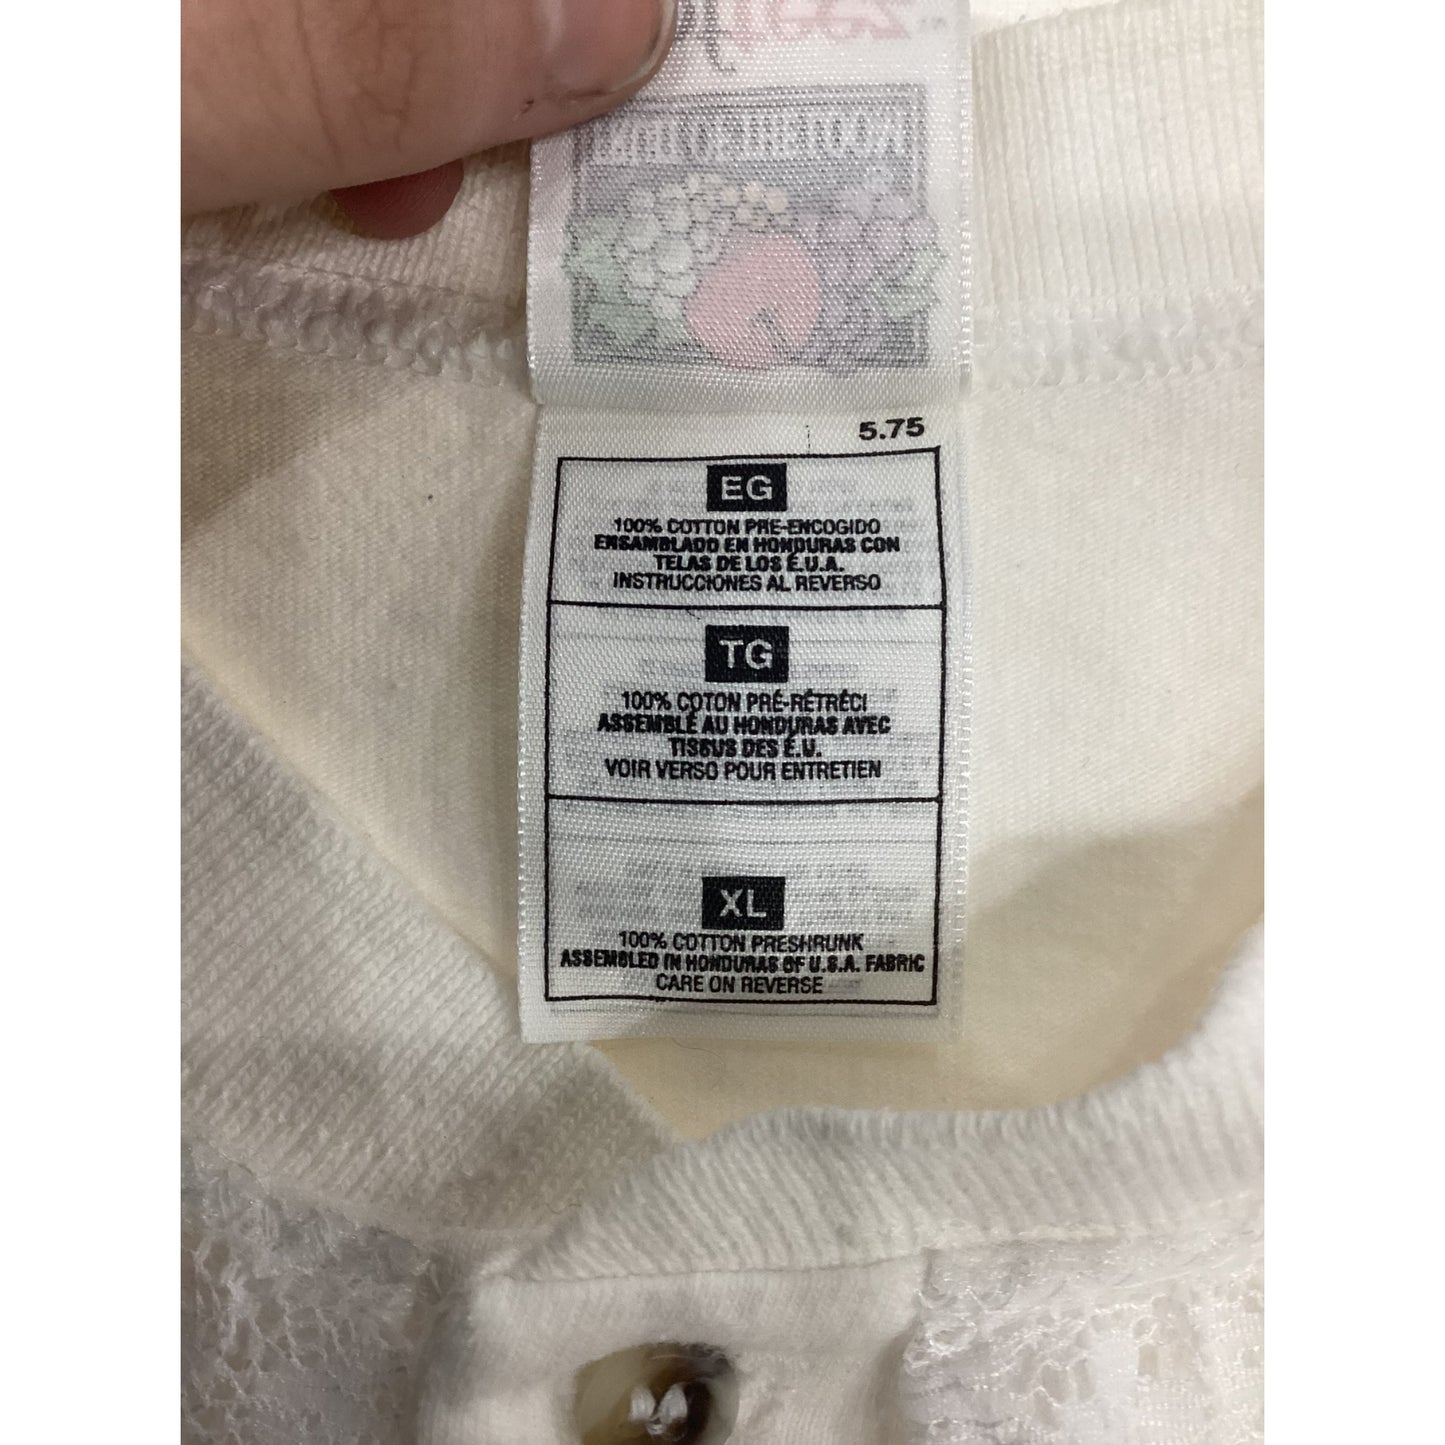 5.75
EG
100% COTTON PRE-ENCOGIDO
ENSAMBLADO EN HONDURAS CON
TELAS DE LOS E.U.A.
INSTRUCCIONES AL REVERSO
TG
100% COTON PRÉ-RÉTRÉCI
ASSEMBLÉ AU HONDURAS AVEC
TISSUS DES É.U.
VOIR VERSO POUR ENTRETIEN
XL
100% COTTON PRESHRUNK
ASSEMBLED IN HONDURAS OF U.S.A. FABRIC
CARE ON REVERSE